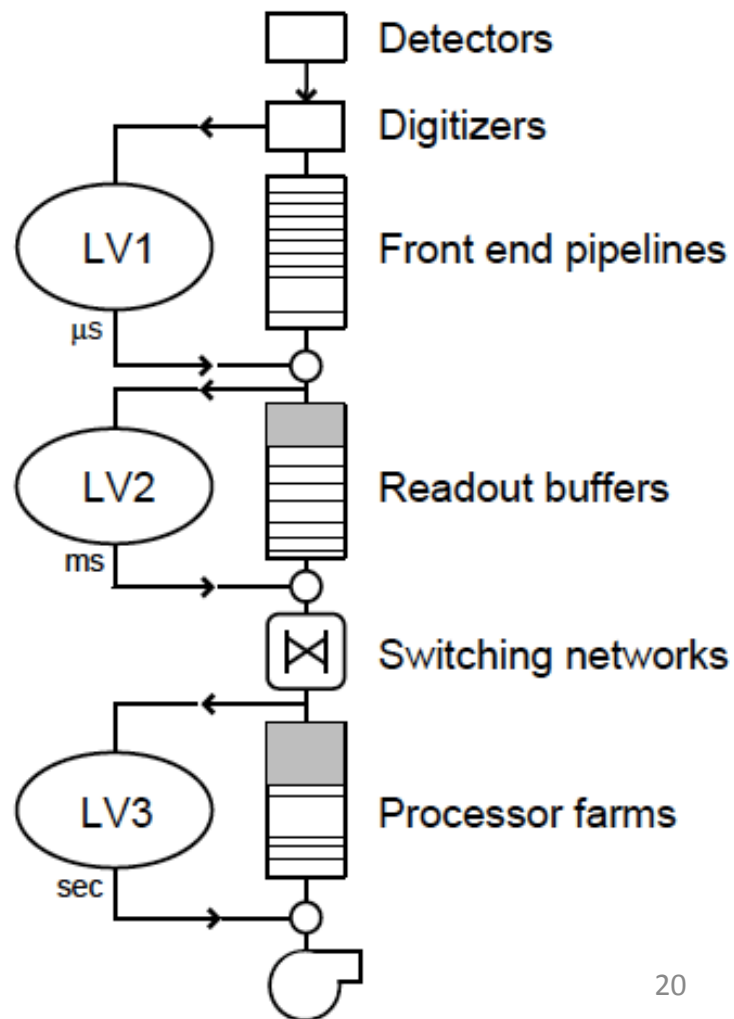 Detectors
Digitizers
LV1
Front end pipelines
μs
LV2
Readout buffers
ms
Switching networks
LV3
Processor farms
sec
20